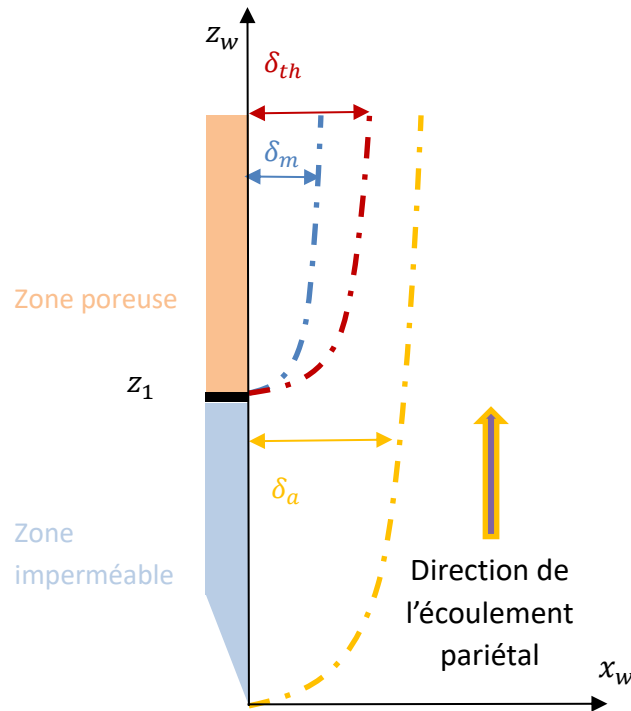 z_w
δ_th
δ_m
Zone poreuse
z_1
δ_a
Zone
imperméable
Direction de
l'écoulement
pariétal
x_w